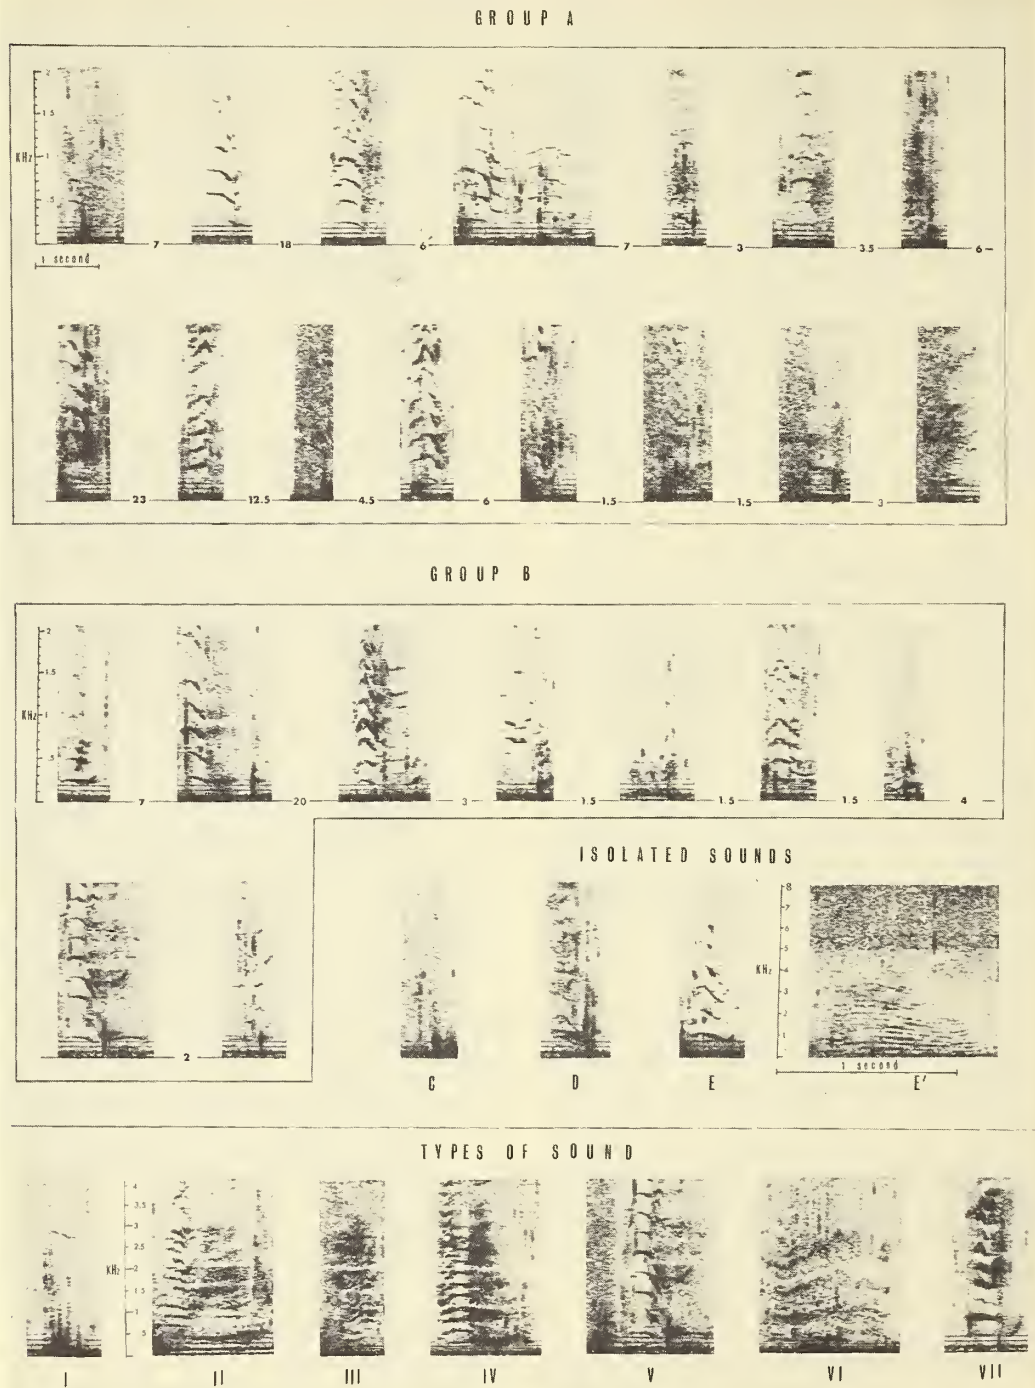 GROUP A
2
1.5
KHz 1
.5
7 18 6 7 3 3.5 6
1 second
23 12.5 4.5 6 1.5 1.5 3
GROUP B
2
1.5
KHz 1
.5
7 20 3 1.5 1.5 1.5 4
ISOLATED SOUNDS
8
7
6
5
KHz 4
3
2
1
2
1 second
C D E E'
TYPES OF SOUND
4
3.5
3
2.5
KHz 2
1.5
1
.5
I II III IV V VI VII